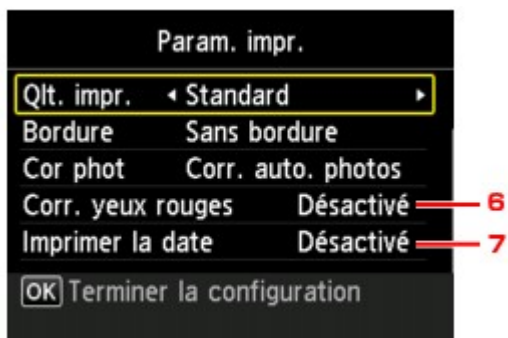 Param. impr.
Qlt. impr. Standard
Bordure Sans bordure
Cor phot Corr. auto. photos
Corr. yeux rouges Désactivé 6
Imprimer la date Désactivé 7
OK Terminer la configuration